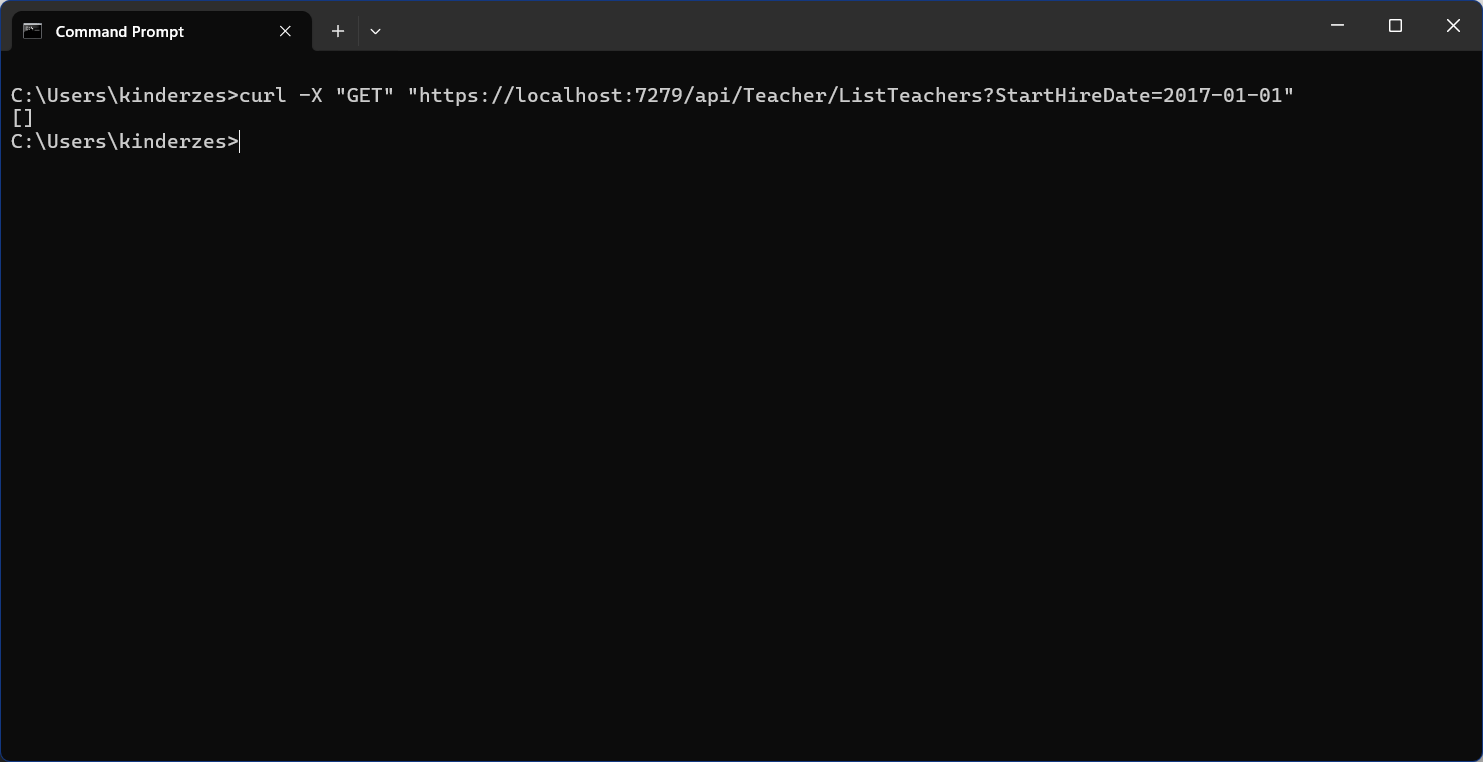 Command Prompt
C:\Users\kinderzes>curl -X "GET" "https://localhost:7279/api/Teacher/ListTeachers?StartHireDate=2017-01-01"
[]
C:\Users\kinderzes>